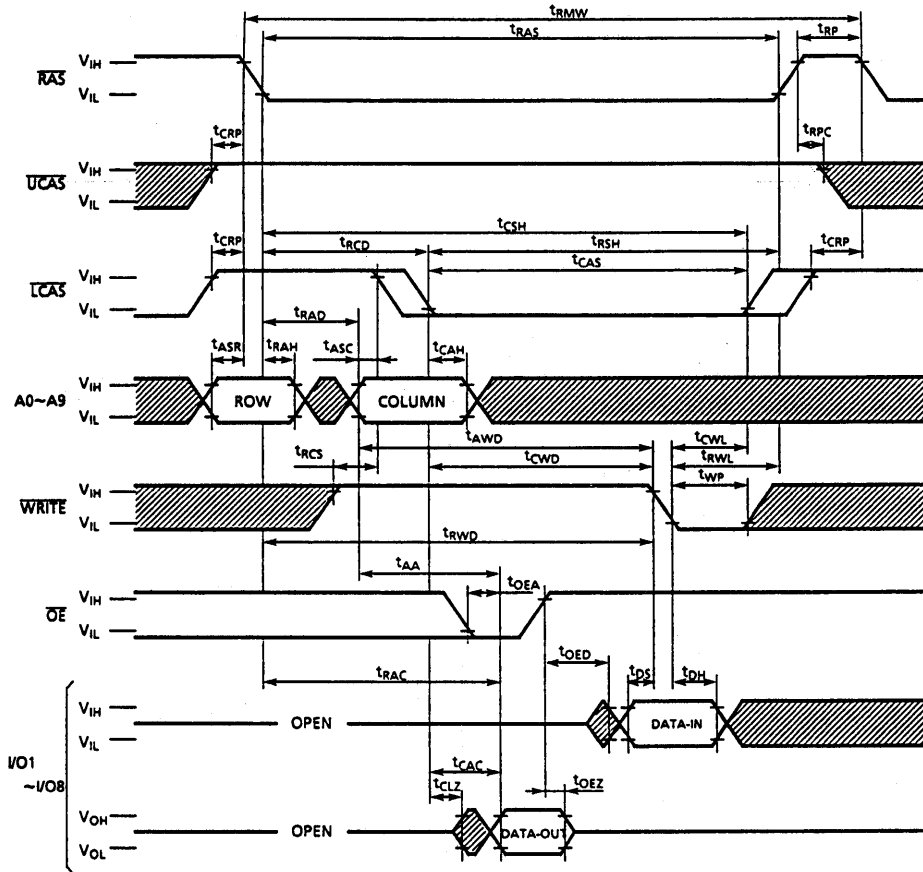 tRMW
tRAS
tRP
RAS
VIH
VIL
tCRP
tRPC
UCAS
VIH
VIL
tCSH
tRCD
tRSH
tCRP
tCRP
tCAS
LCAS
VIH
VIL
tRAD
tASR
tRAH
tASC
tCAH
A0~A9
VIH
VIL
ROW
COLUMN
tAWD
tCWL
tRCS
tCWD
tRWL
tWP
WRITE
VIH
VIL
tRWD
tAA
tOEA
OE
VIH
VIL
tOED
tRAC
tDS
tDH
VIH
VIL
OPEN
DATA-IN
I/O1
~I/O8
tCAC
tCLZ
tOEZ
VOH
VOL
OPEN
DATA-OUT